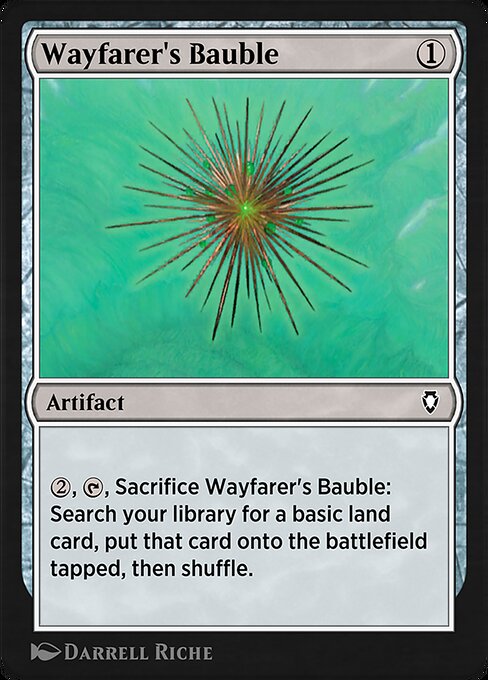 Wayfarer's Bauble 1
Artifact
2, T, Sacrifice Wayfarer's Bauble:
Search your library for a basic land
card, put that card onto the battlefield
tapped, then shuffle.
DARRELL RICHE